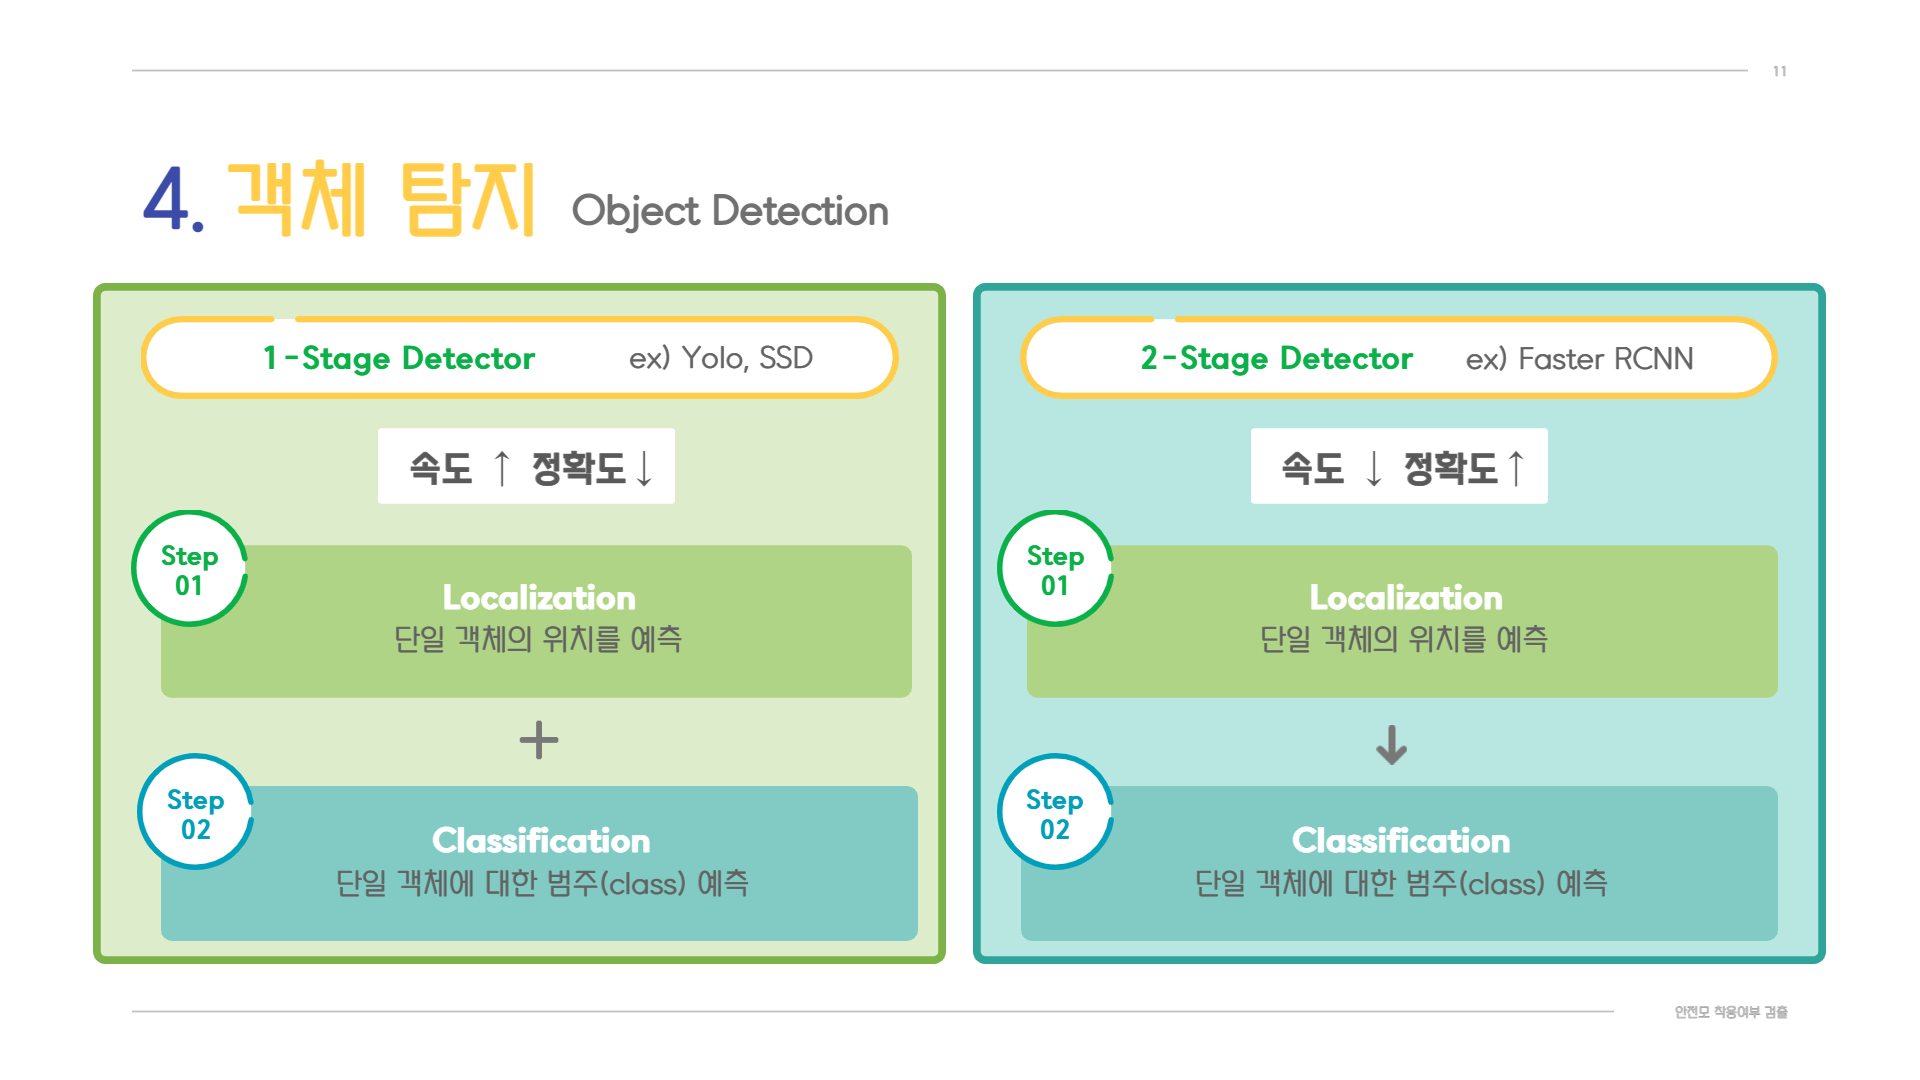 11
4. 객체 탐지 Object Detection
1-Stage Detector ex) Yolo, SSD
속도 ↑ 정확도↓
Step
01
Localization
단일 객체의 위치를 예측
+
Step
02
Classification
단일 객체에 대한 범주(class) 예측
2-Stage Detector ex) Faster RCNN
속도 ↓ 정확도↑
Step
01
Localization
단일 객체의 위치를 예측
Step
02
Classification
단일 객체에 대한 범주(class) 예측
안전모 착용여부 검출